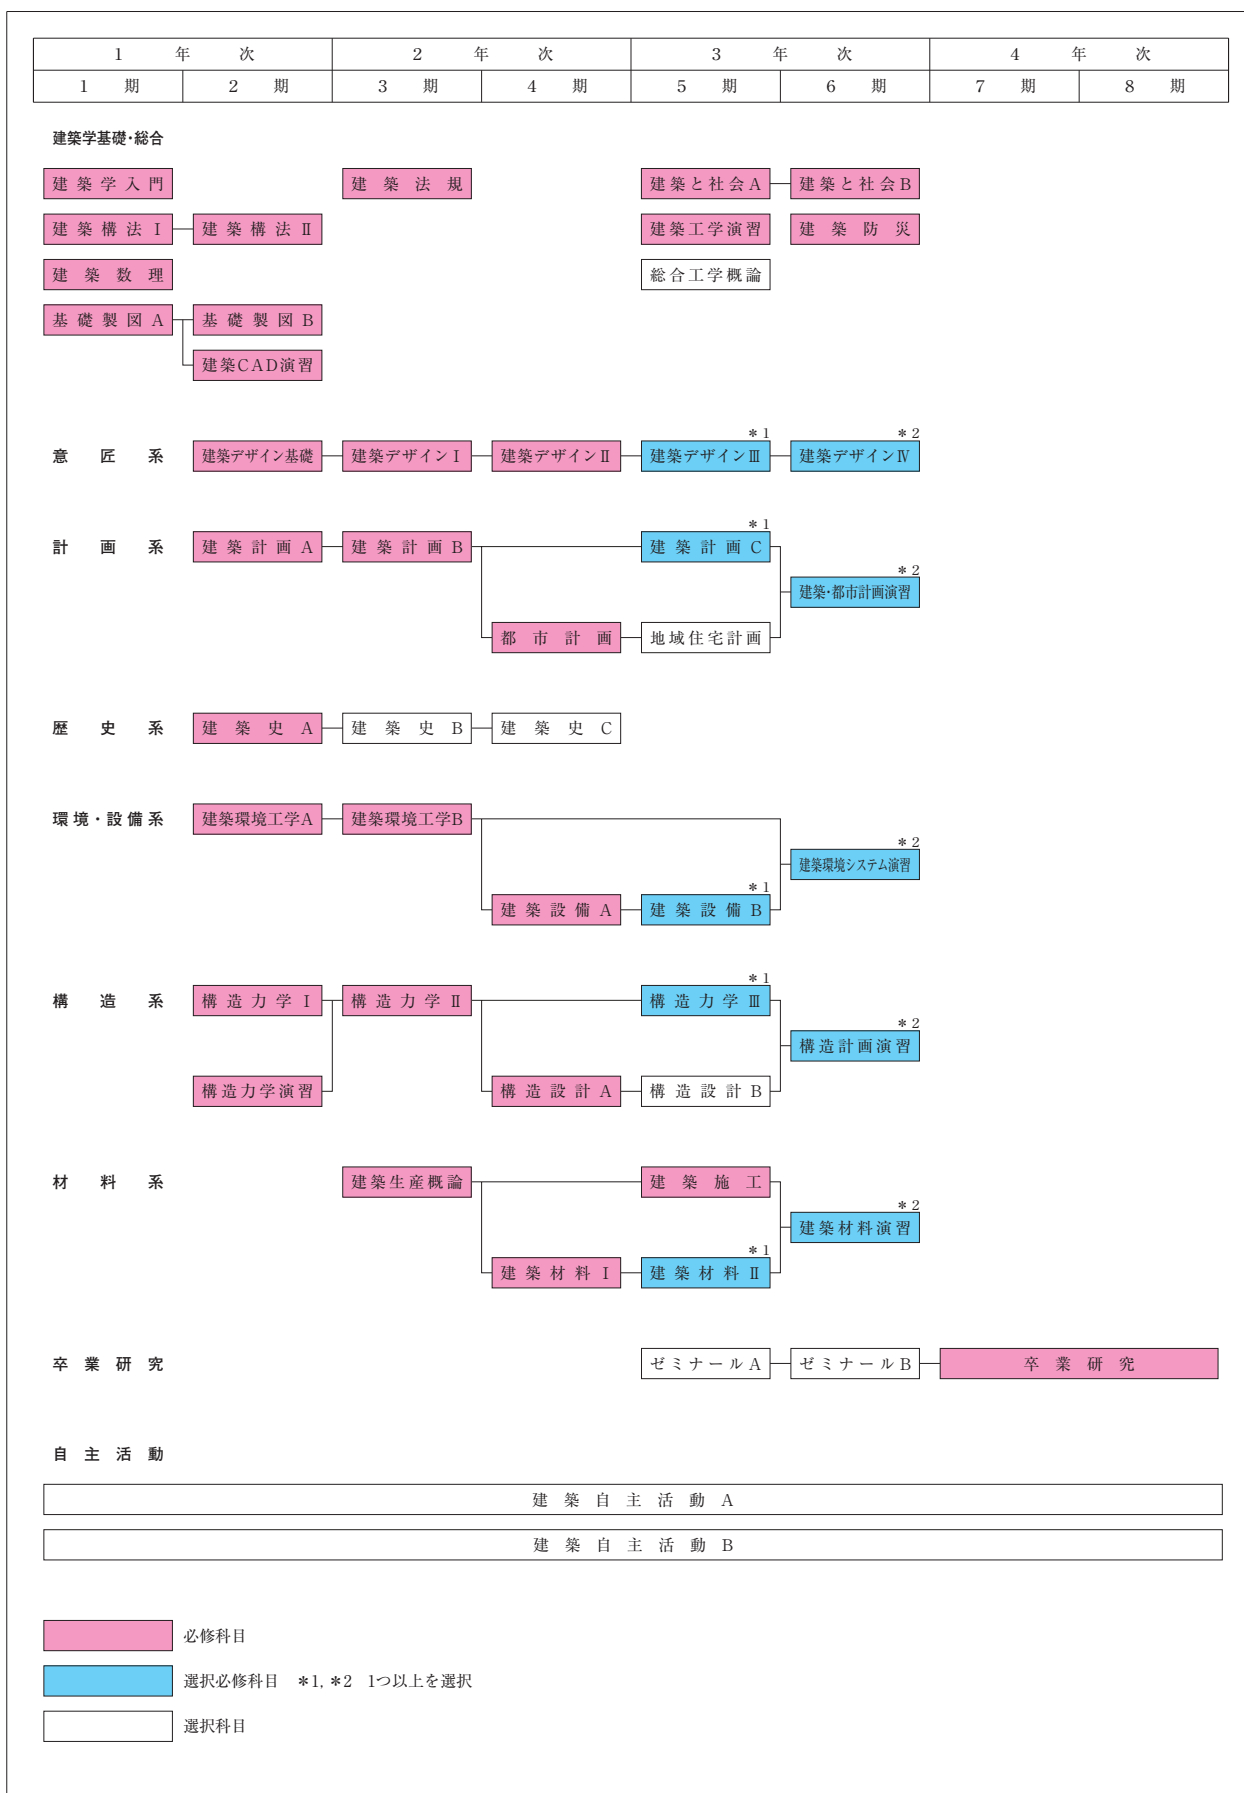 1年次 2年次 3年次 4年次
1期 2期 3期 4期 5期 6期 7期 8期
建築学基礎・総合
建築学入門 建築法規 建築と社会A 建築と社会B
建築構法Ⅰ 建築構法Ⅱ 建築工学演習 建築防災
建築数理 総合工学概論
基礎製図A 基礎製図B
建築CAD演習
*1 *2
意匠系 建築デザイン基礎 建築デザインⅠ 建築デザインⅡ 建築デザインⅢ 建築デザインⅣ
*1
計画系 建築計画A 建築計画B 建築計画C
*2
建築・都市計画演習
都市計画 地域住宅計画
歴史系 建築史A 建築史B 建築史C
環境・設備系 建築環境工学A 建築環境工学B
*2
建築環境システム演習
*1
建築設備A 建築設備B
*1
構造系 構造力学Ⅰ 構造力学Ⅱ 構造力学Ⅲ
*2
構造計画演習
構造力学演習 構造設計A 構造設計B
材料系 建築生産概論 建築施工
*2
建築材料演習
*1
建築材料Ⅰ 建築材料Ⅱ
卒業研究 ゼミナールA ゼミナールB 卒業研究
自主活動
建築自主活動A
建築自主活動B
必修科目
選択必修科目 *1, *2 1つ以上を選択
選択科目